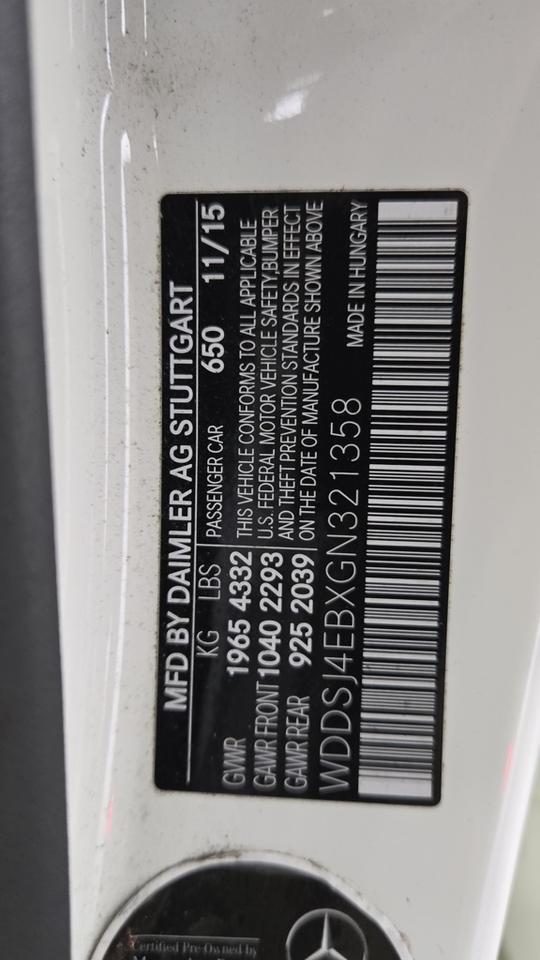 MFD BY DAIMLER AG STUTTGART
KG LBS PASSENGER CAR 650 11/15
GVWR 1965 4332 THIS VEHICLE CONFORMS TO ALL APPLICABLE
GAWR FRONT 1040 2293 U.S. FEDERAL MOTOR VEHICLE SAFETY,BUMPER
GAWR REAR 925 2039 AND THEFT PREVENTION STANDARDS IN EFFECT
ON THE DATE OF MANUFACTURE SHOWN ABOVE
WDDSJ4EBXGN321358 MADE IN HUNGARY
Certified Pre-Owned by